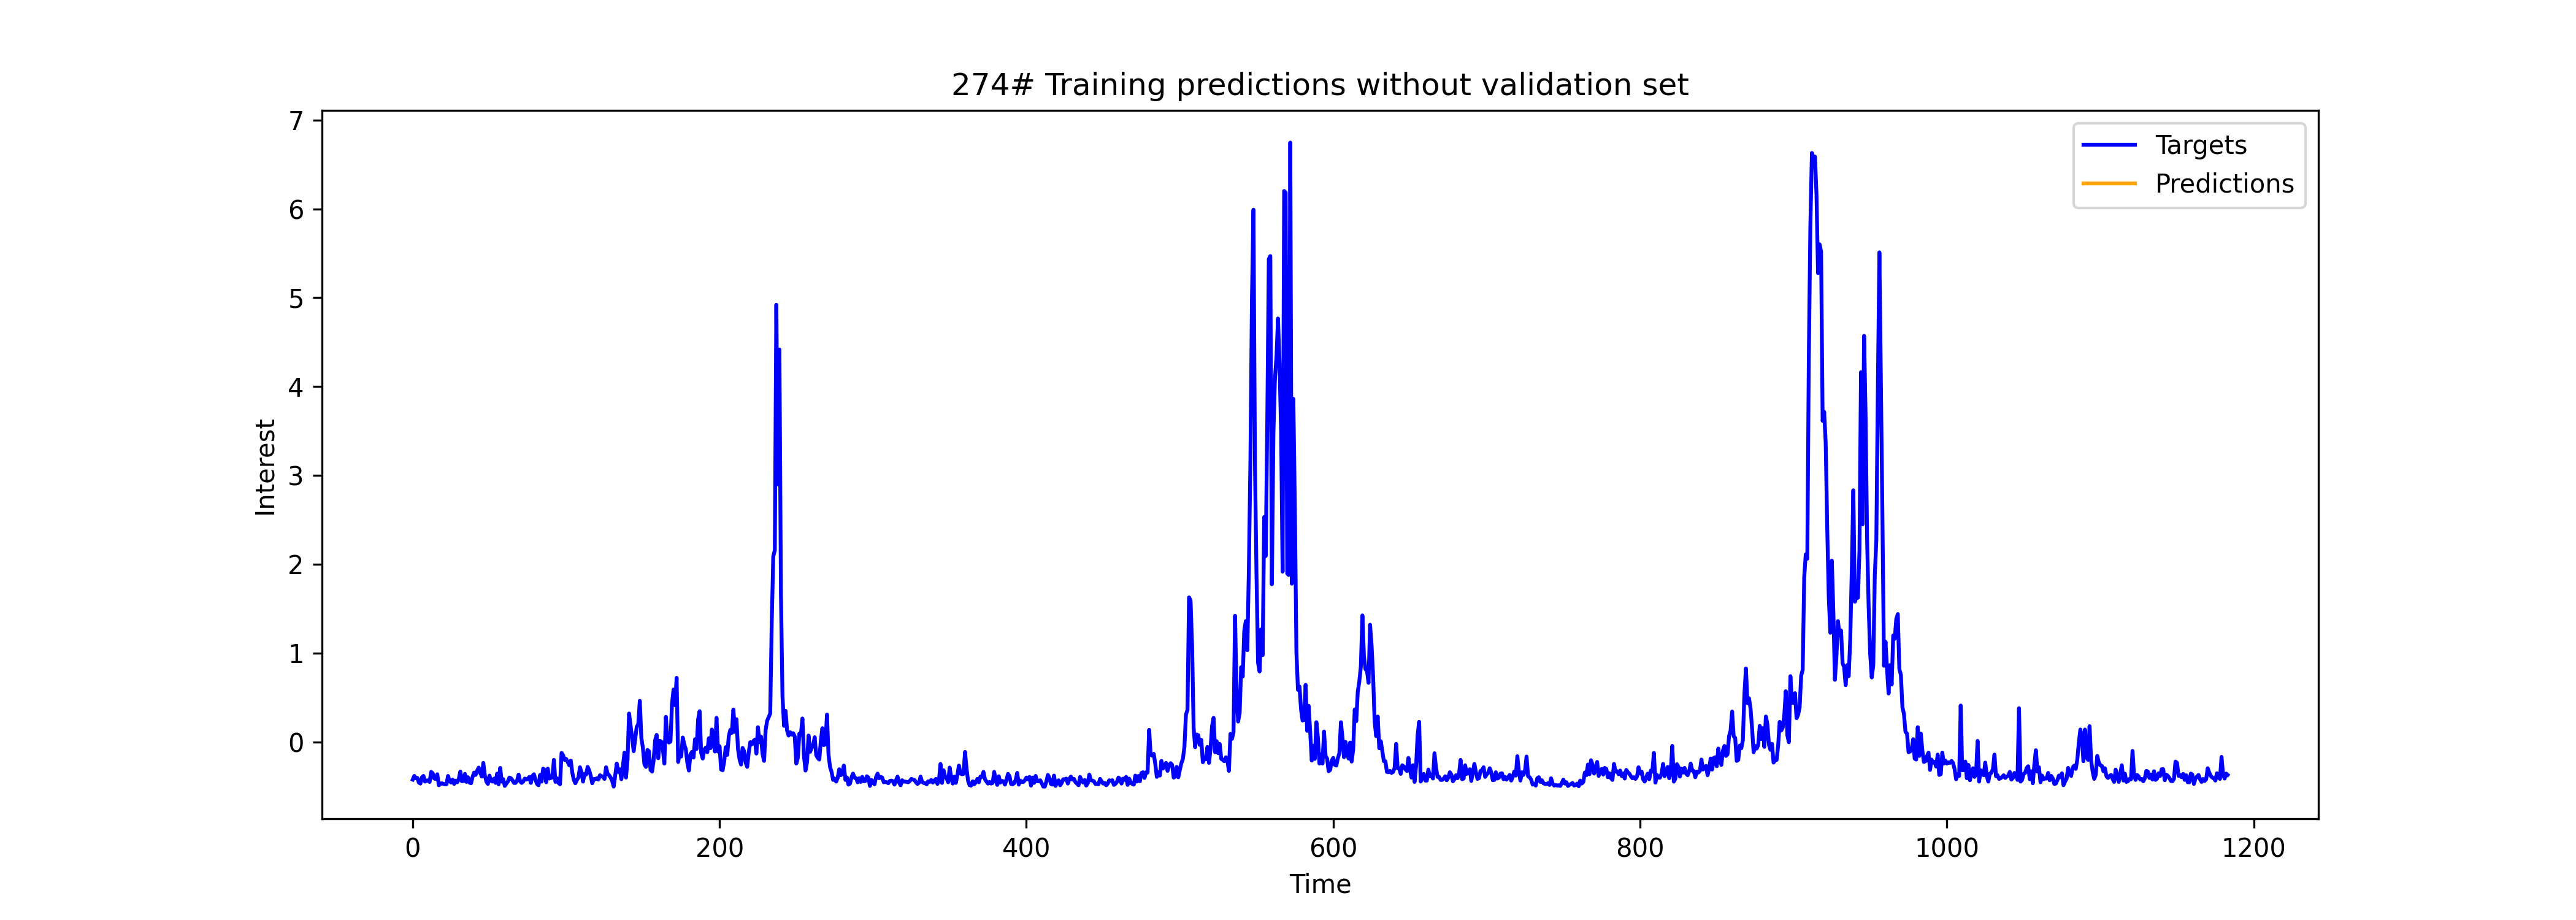 274# Training predictions without validation set
7
6
5
4
3
2
1
0
Interest
Targets
Predictions
0 200 400 600 800 1000 1200
Time